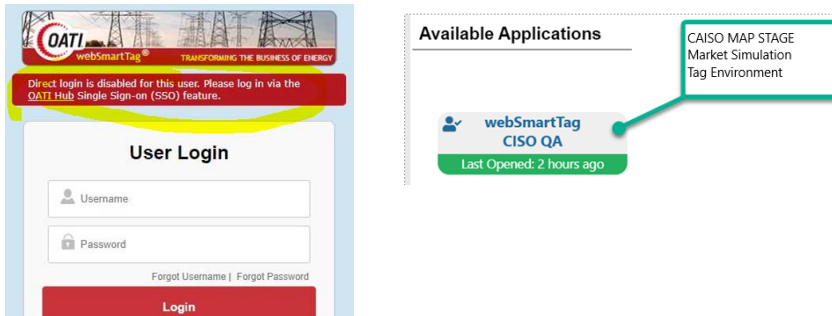 OATI
webSmartTag®
TRANSFORMING THE BUSINESS OF ENERGY
Direct login is disabled for this user. Please log in via the
OATI Hub Single Sign-on (SSO) feature.
User Login
Username
Password
Forgot Username | Forgot Password
Login
Available Applications
webSmartTag
CISO QA
Last Opened: 2 hours ago
CAISO MAP STAGE
Market Simulation
Tag Environment